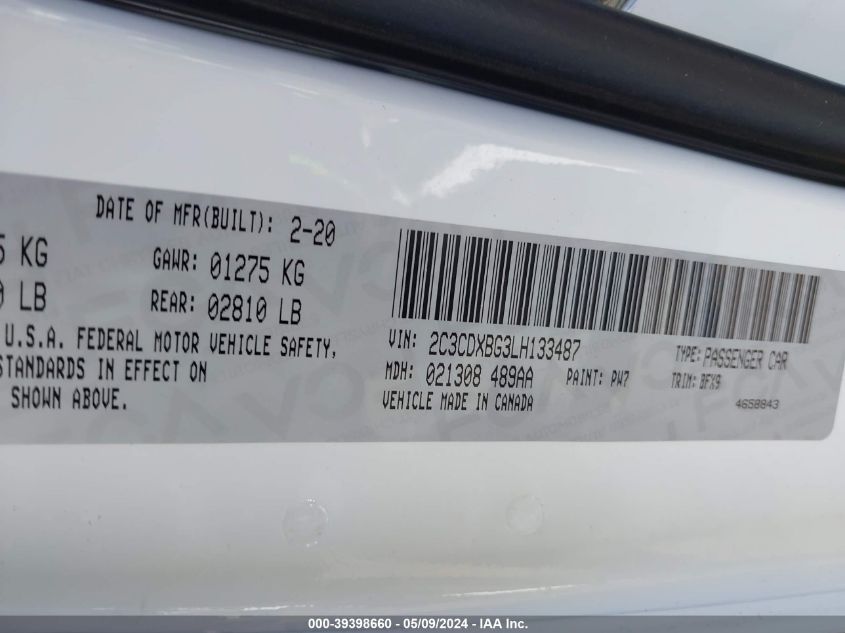 DATE OF MFR(BUILT): 2-20
KG GAWR: 01275 KG
LB REAR: 02810 LB
U.S.A. FEDERAL MOTOR VEHICLE SAFETY,
STANDARDS IN EFFECT ON
SHOWN ABOVE.
VIN: 2C3CDXBG3LH133487 TYPE: PASSENGER CAR
MDH: 021308 489AA PAINT: PW7 TRIM: BFX9
VEHICLE MADE IN CANADA 4658843
000-39398660 - 05/09/2024 - IAA Inc.